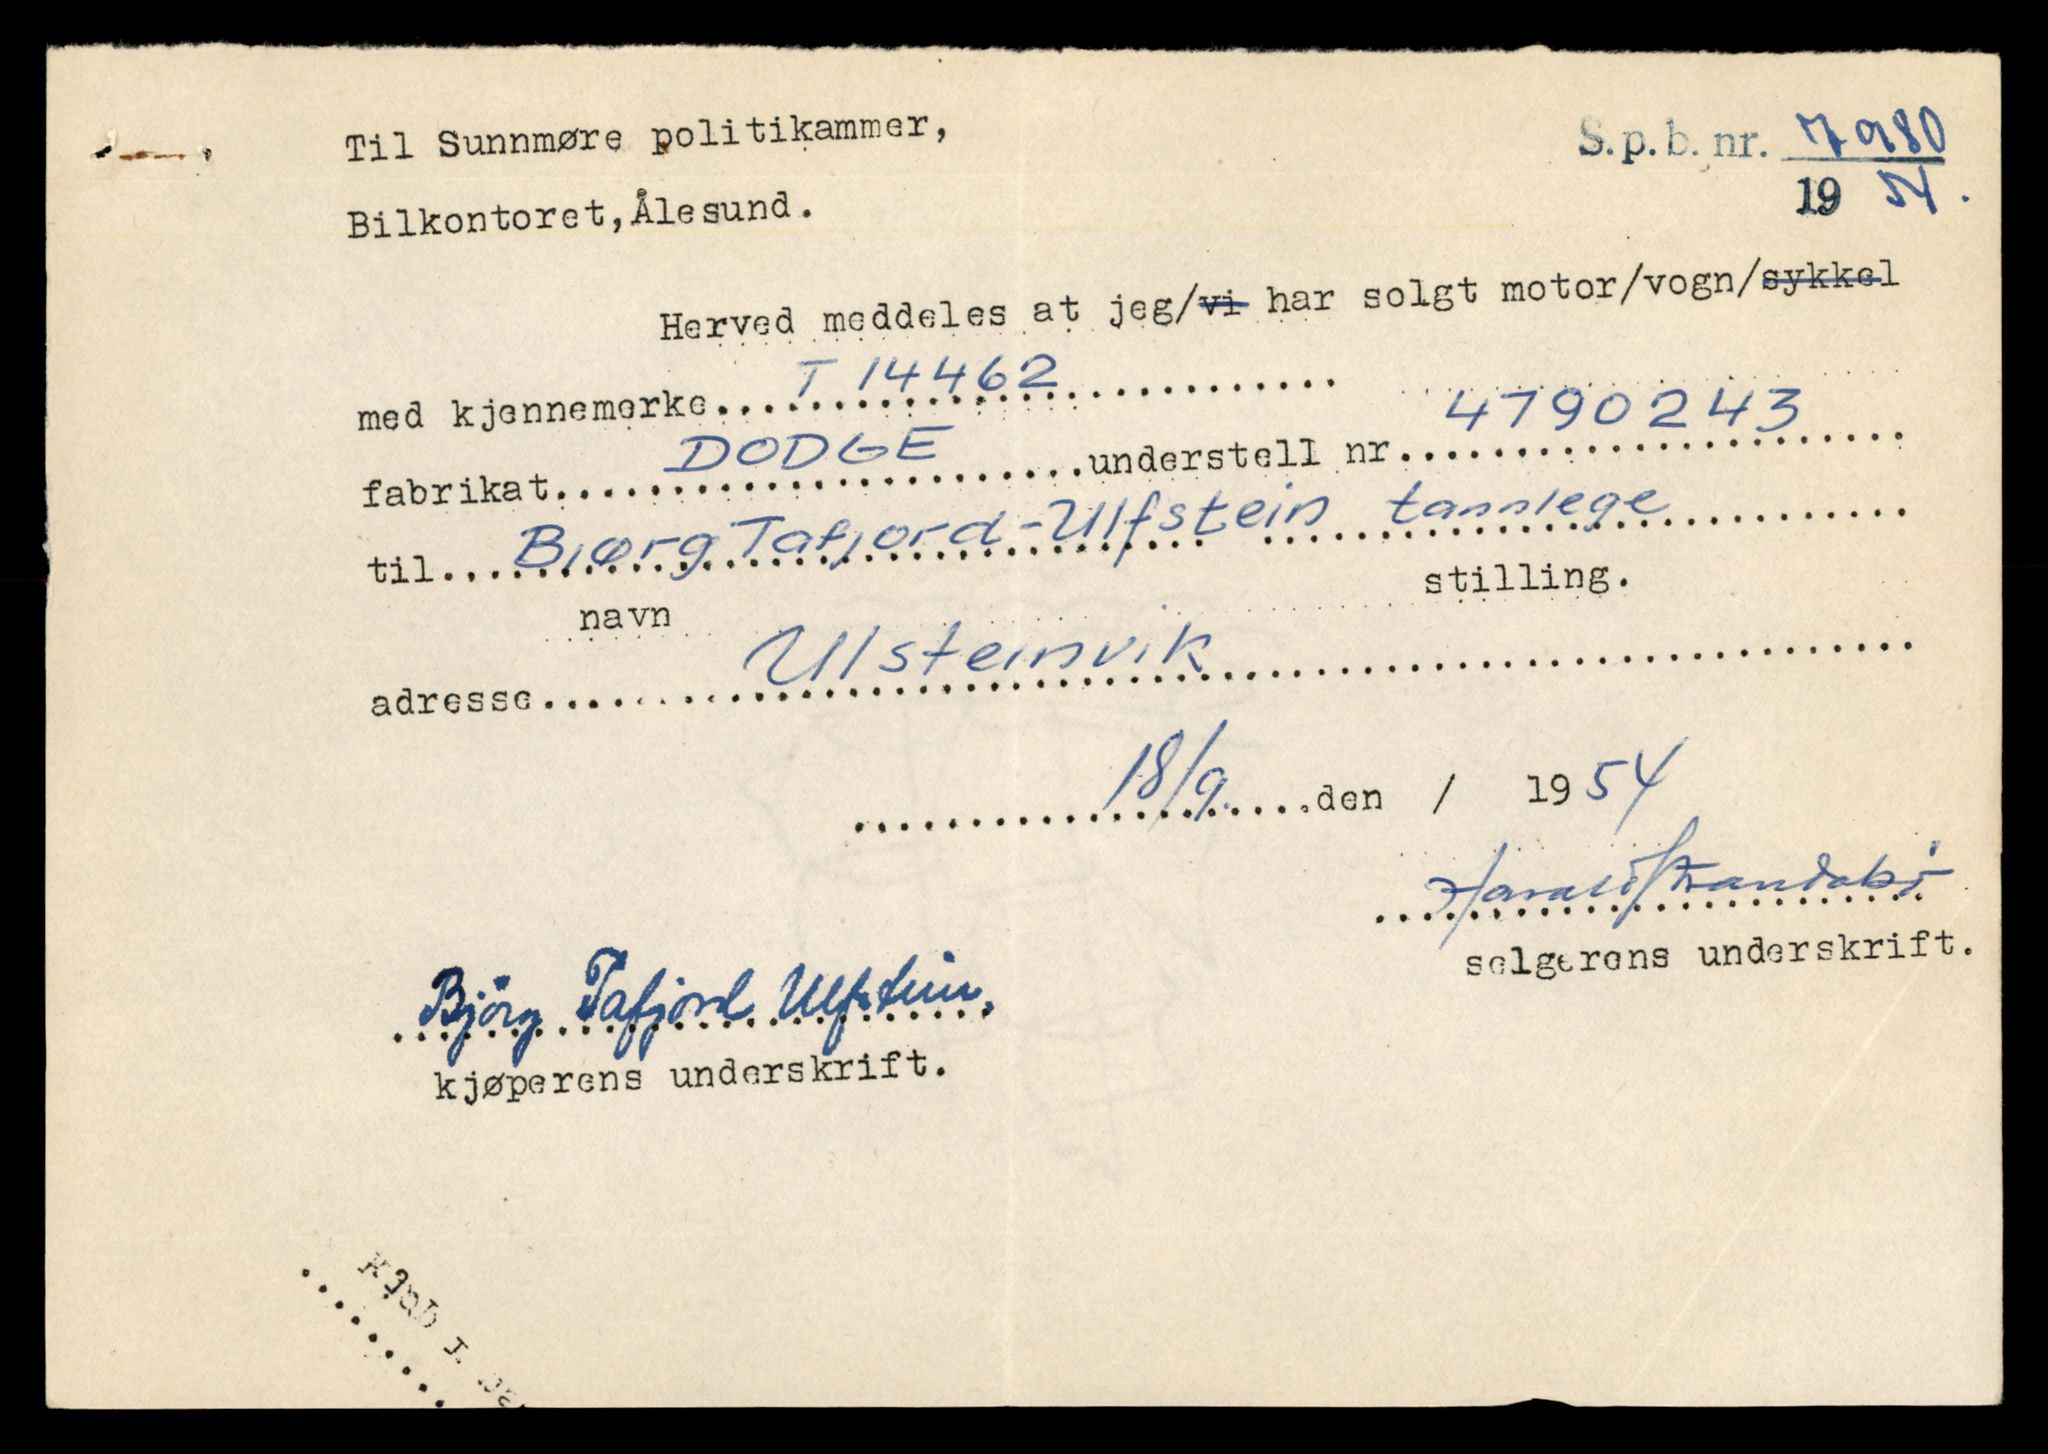 Til Sunnmøre politikammer,
Bilkontoret, Ålesund.
S.p.b. nr. 7980
19 54.
Herved meddeles at jeg/vi har solgt motor/vogn/sykkel
med kjennemerke T 14462
fabrikat DODGE understell nr. 4790243
til Bjørg Tafjord-Ulfstein tannlege
navn stilling.
adresse Ulsteinvik
18/9. den / 1954
Harald Strandabø
selgerens underskrift.
Björg Tafjord Ulfstein.
kjøperens underskrift.